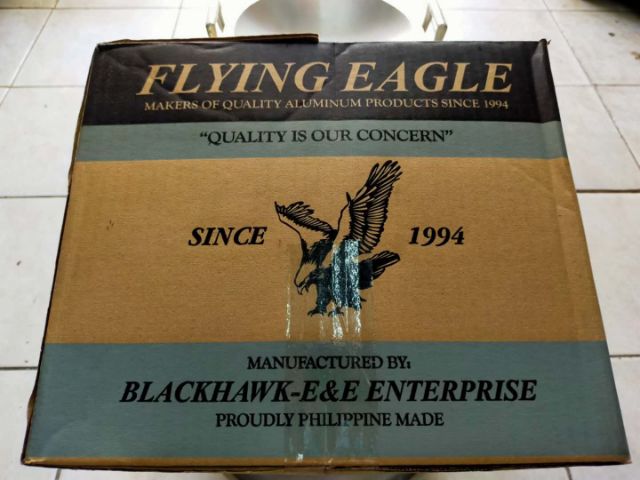 FLYING EAGLE
MAKERS OF QUALITY ALUMINUM PRODUCTS SINCE 1994
"QUALITY IS OUR CONCERN"
SINCE 1994
MANUFACTURED BY:
BLACKHAWK-E&E ENTERPRISE
PROUDLY PHILIPPINE MADE